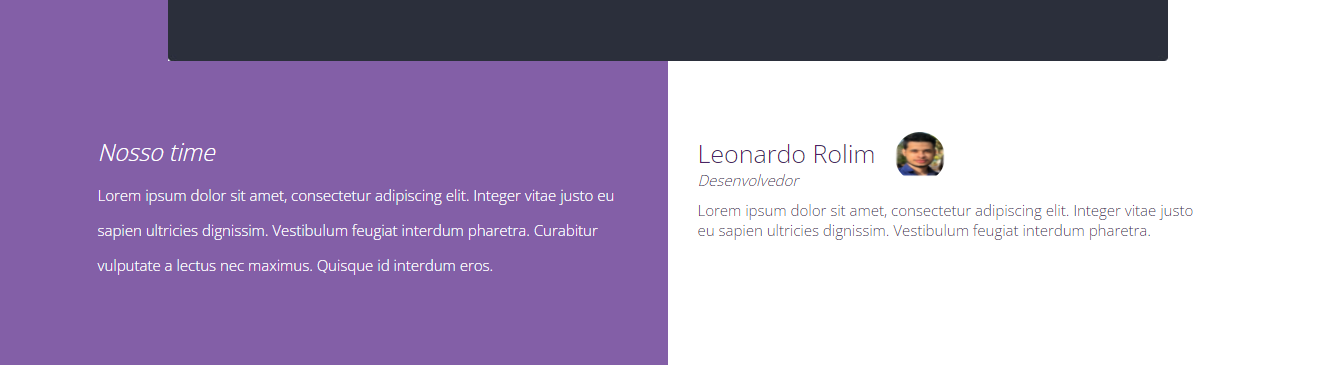 Nosso time
Lorem ipsum dolor sit amet, consectetur adipiscing elit. Integer vitae justo eu
sapien ultricies dignissim. Vestibulum feugiat interdum pharetra. Curabitur
vulputate a lectus nec maximus. Quisque id interdum eros.
Leonardo Rolim
Desenvolvedor
Lorem ipsum dolor sit amet, consectetur adipiscing elit. Integer vitae justo
eu sapien ultricies dignissim. Vestibulum feugiat interdum pharetra.